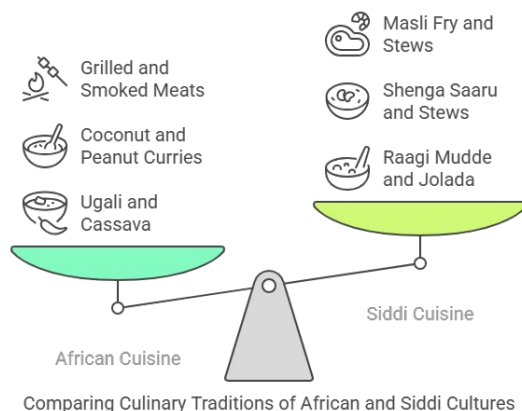 Grilled and
Smoked Meats
Coconut and
Peanut Curries
Ugali and
Cassava
African Cuisine
Masli Fry and
Stews
Shenga Saaru
and Stews
Raagi Mudde
and Jolada
Siddi Cuisine
Comparing Culinary Traditions of African and Siddi Cultures